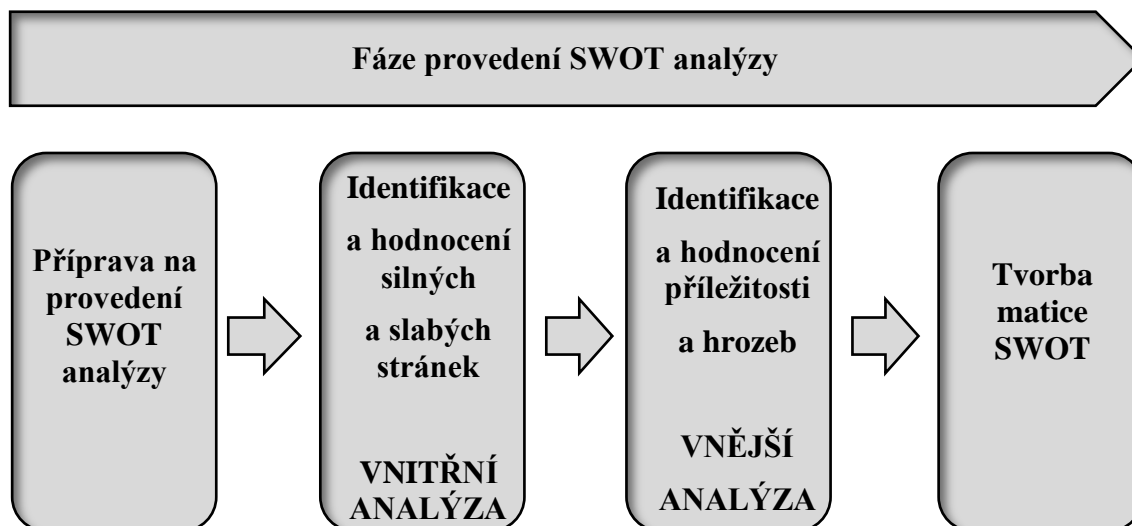 Fáze provedení SWOT analýzy
Příprava na
provedení
SWOT
analýzy
Identifikace
a hodnocení
silných
a slabých
stránek
VNITŘNÍ
ANALÝZA
Identifikace
a hodnocení
příležitosti
a hrozeb
VNĚJŠÍ
ANALÝZA
Tvorba
matice
SWOT